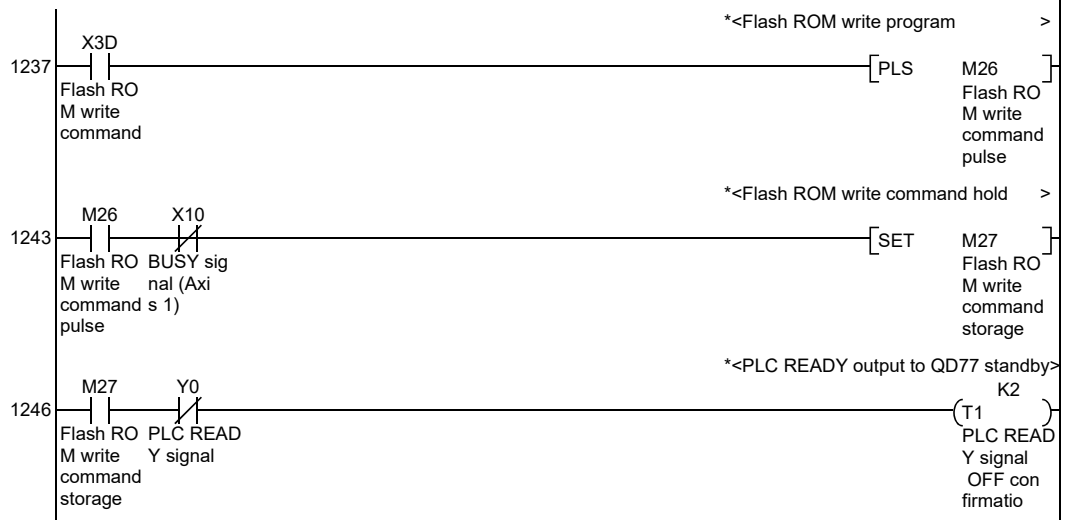 *<Flash ROM write program >
X3D
1237
PLS M26
Flash RO
M write
command
Flash RO
M write
command
pulse
*<Flash ROM write command hold >
M26 X10
1243
SET M27
Flash RO
M write
command
pulse
BUSY sig
nal (Axi
s 1)
Flash RO
M write
command
storage
*<PLC READY output to QD77 standby>
M27 Y0
K2
1246
T1
Flash RO
M write
command
storage
PLC READ
Y signal
PLC READ
Y signal
OFF con
firmatio